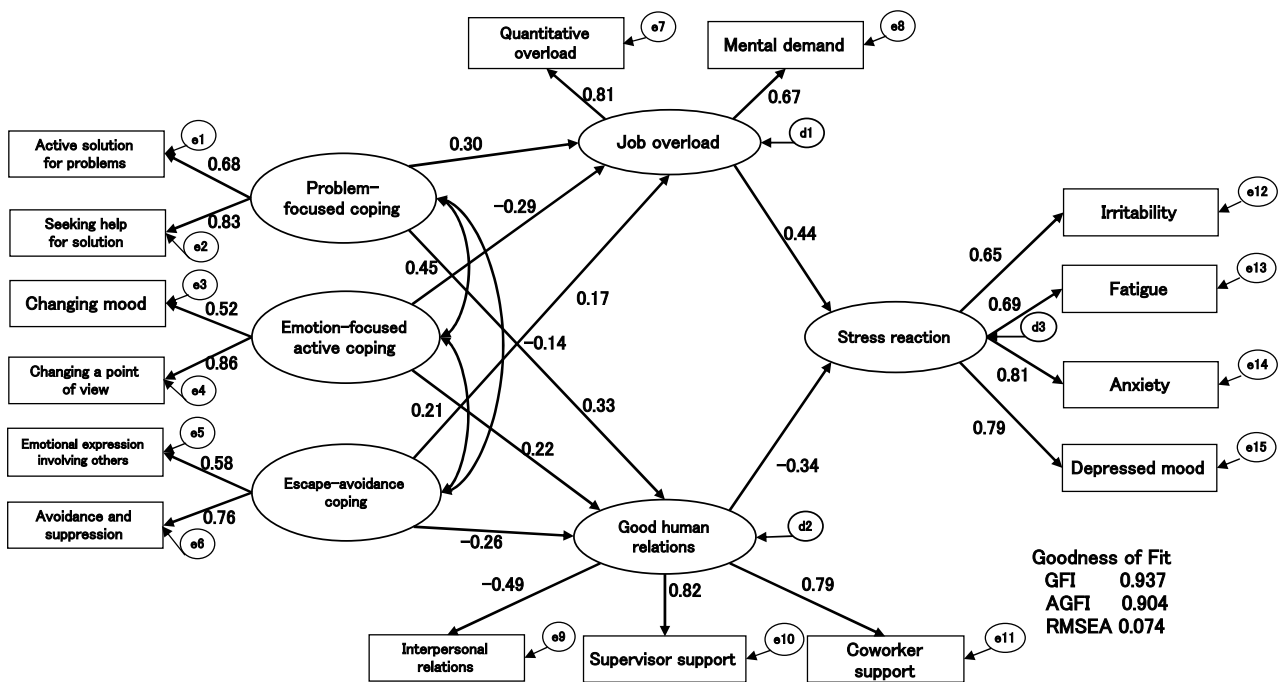 Quantitative
overload
e7
Mental demand
e8
0.81
0.67
Job overload
d1
Active solution
for problems
e1
0.68
Seeking help
for solution
0.83
e2
Problem-
focused coping
0.30
-0.29
0.45
0.17
-0.14
Changing mood
e3
0.52
Changing a point
of view
0.86
e4
Emotion-focused
active coping
0.21
0.22
0.33
Emotional expression
involving others
e5
0.58
Avoidance and
suppression
0.76
e6
Escape-avoidance
coping
-0.26
Good human
relations
d2
-0.49
0.82
0.79
Interpersonal
relations
e9
Supervisor support
e10
Coworker
support
e11
0.44
-0.34
Stress reaction
d3
0.65
0.69
0.81
0.79
Irritability
e12
Fatigue
e13
Anxiety
e14
Depressed mood
e15
Goodness of Fit
GFI 0.937
AGFI 0.904
RMSEA 0.074